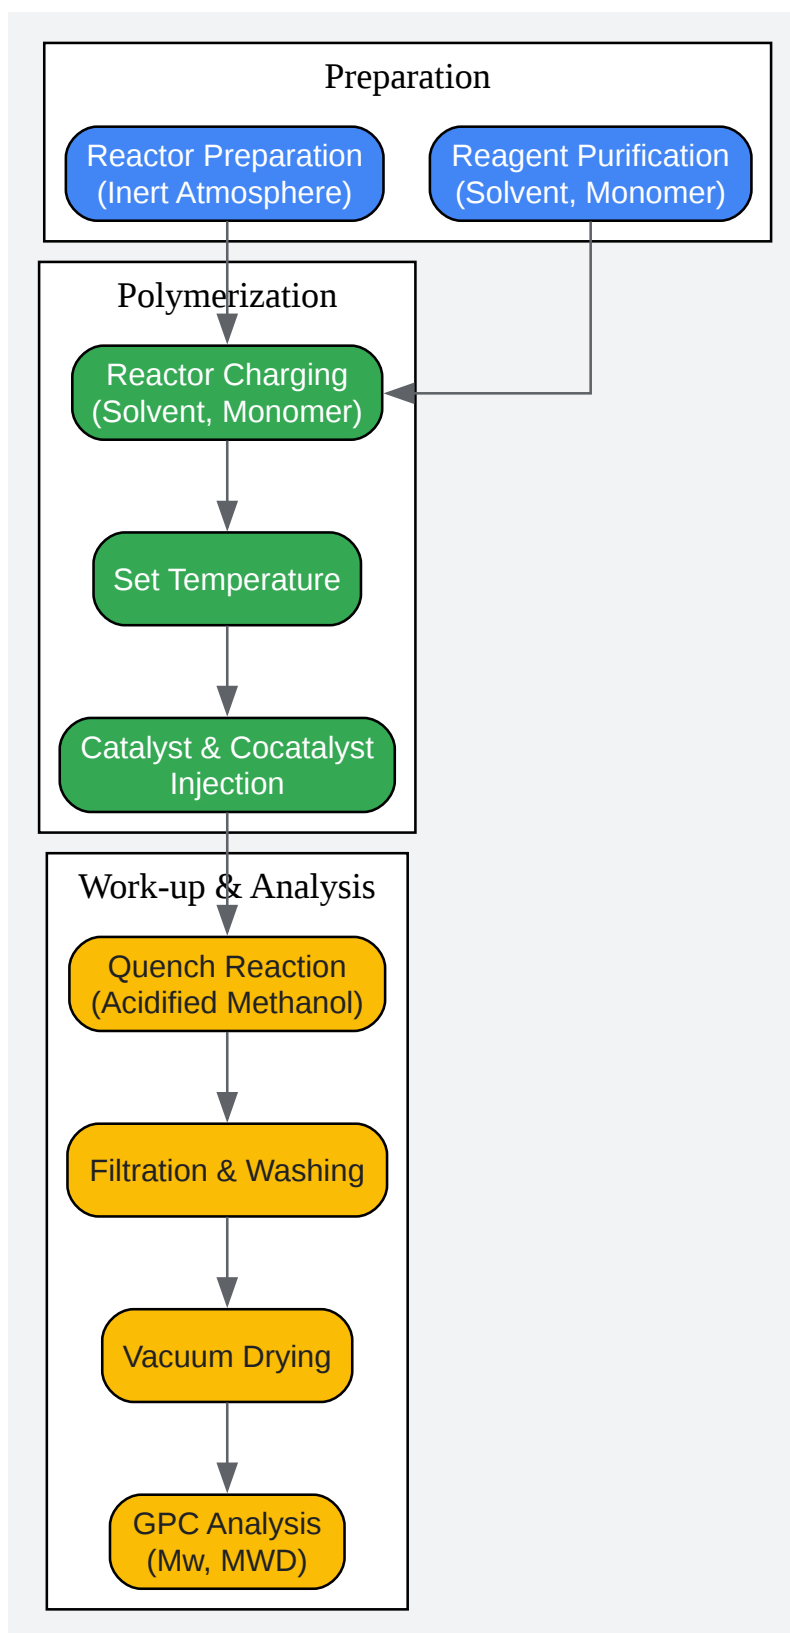 Preparation
Reactor Preparation
(Inert Atmosphere)
Reagent Purification
(Solvent, Monomer)
Polymerization
Reactor Charging
(Solvent, Monomer)
Set Temperature
Catalyst & Cocatalyst
Injection
Work-up & Analysis
Quench Reaction
(Acidified Methanol)
Filtration & Washing
Vacuum Drying
GPC Analysis
(Mw, MWD)